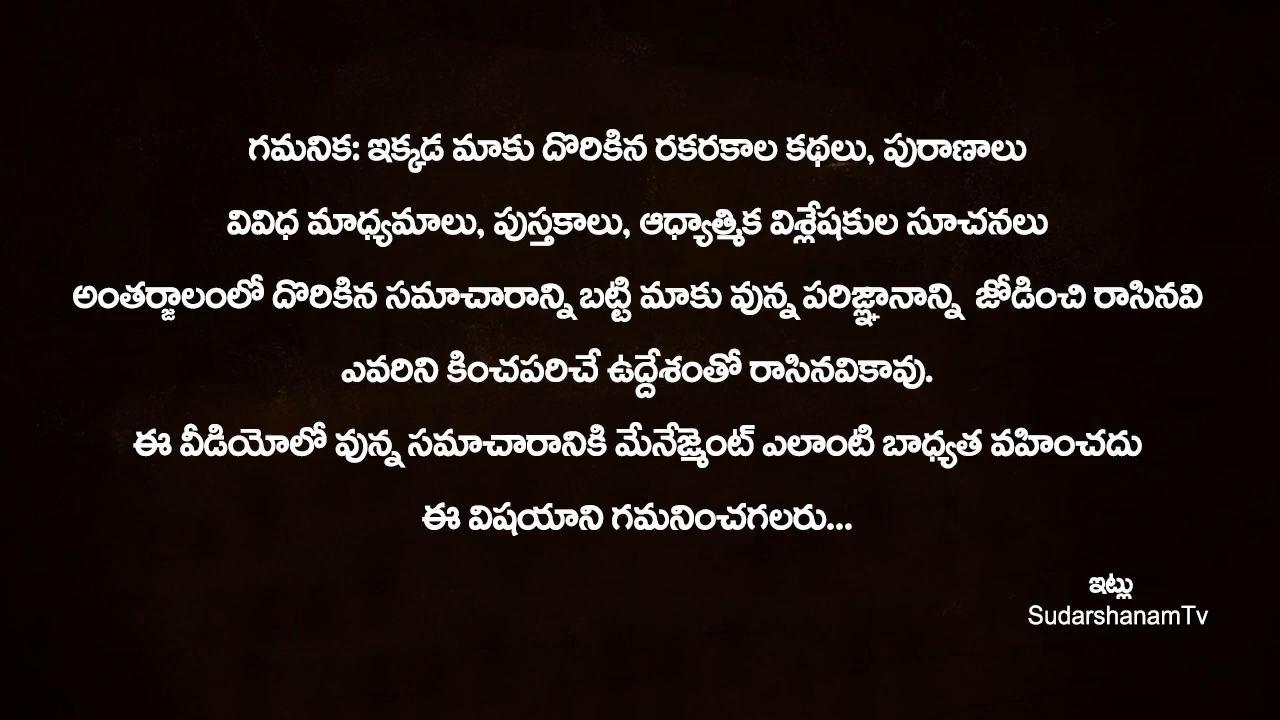 గమనిక: ఇక్కడ మాకు దొరికిన రకరకాల కథలు, పురాణాలు
వివిధ మాధ్యమాలు, పుస్తకాలు, ఆధ్యాత్మిక విశ్లేషకుల సూచనలు
అంతర్జాలంలో దొరికిన సమాచారాన్ని బట్టి మాకు వున్న పరిజ్ఞానాన్ని జోడించి రాసినవి
ఎవరిని కించపరిచే ఉద్దేశంతో రాసినవికావు.
ఈ వీడియోలో వున్న సమాచారానికి మేనేజ్మెంట్ ఎలాంటి బాధ్యత వహించదు
ఈ విషయాని గమనించగలరు...
ఇట్లు
SudarshanamTv